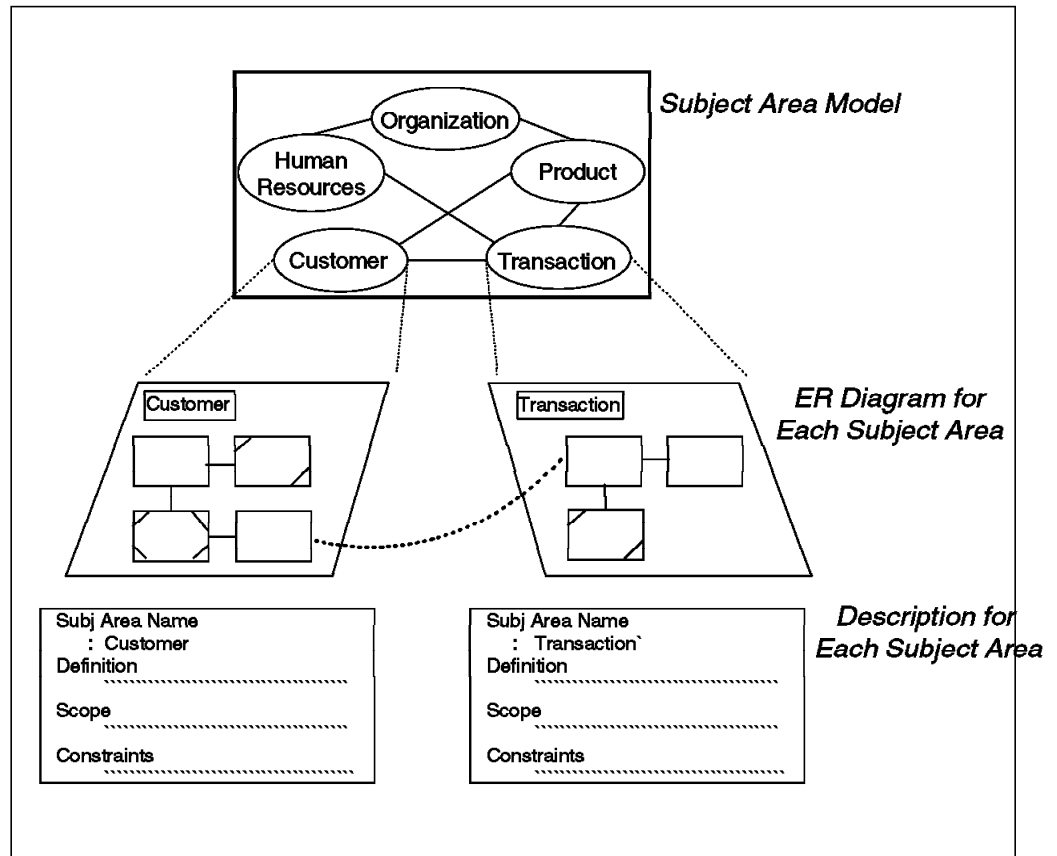 Subject Area Model
Organization
Human
Resources
Product
Customer
Transaction
ER Diagram for
Each Subject Area
Customer
Transaction
Description for
Each Subject Area
Subj Area Name
: Customer
Definition
Scope
Constraints
Subj Area Name
: Transaction`
Definition
Scope
Constraints